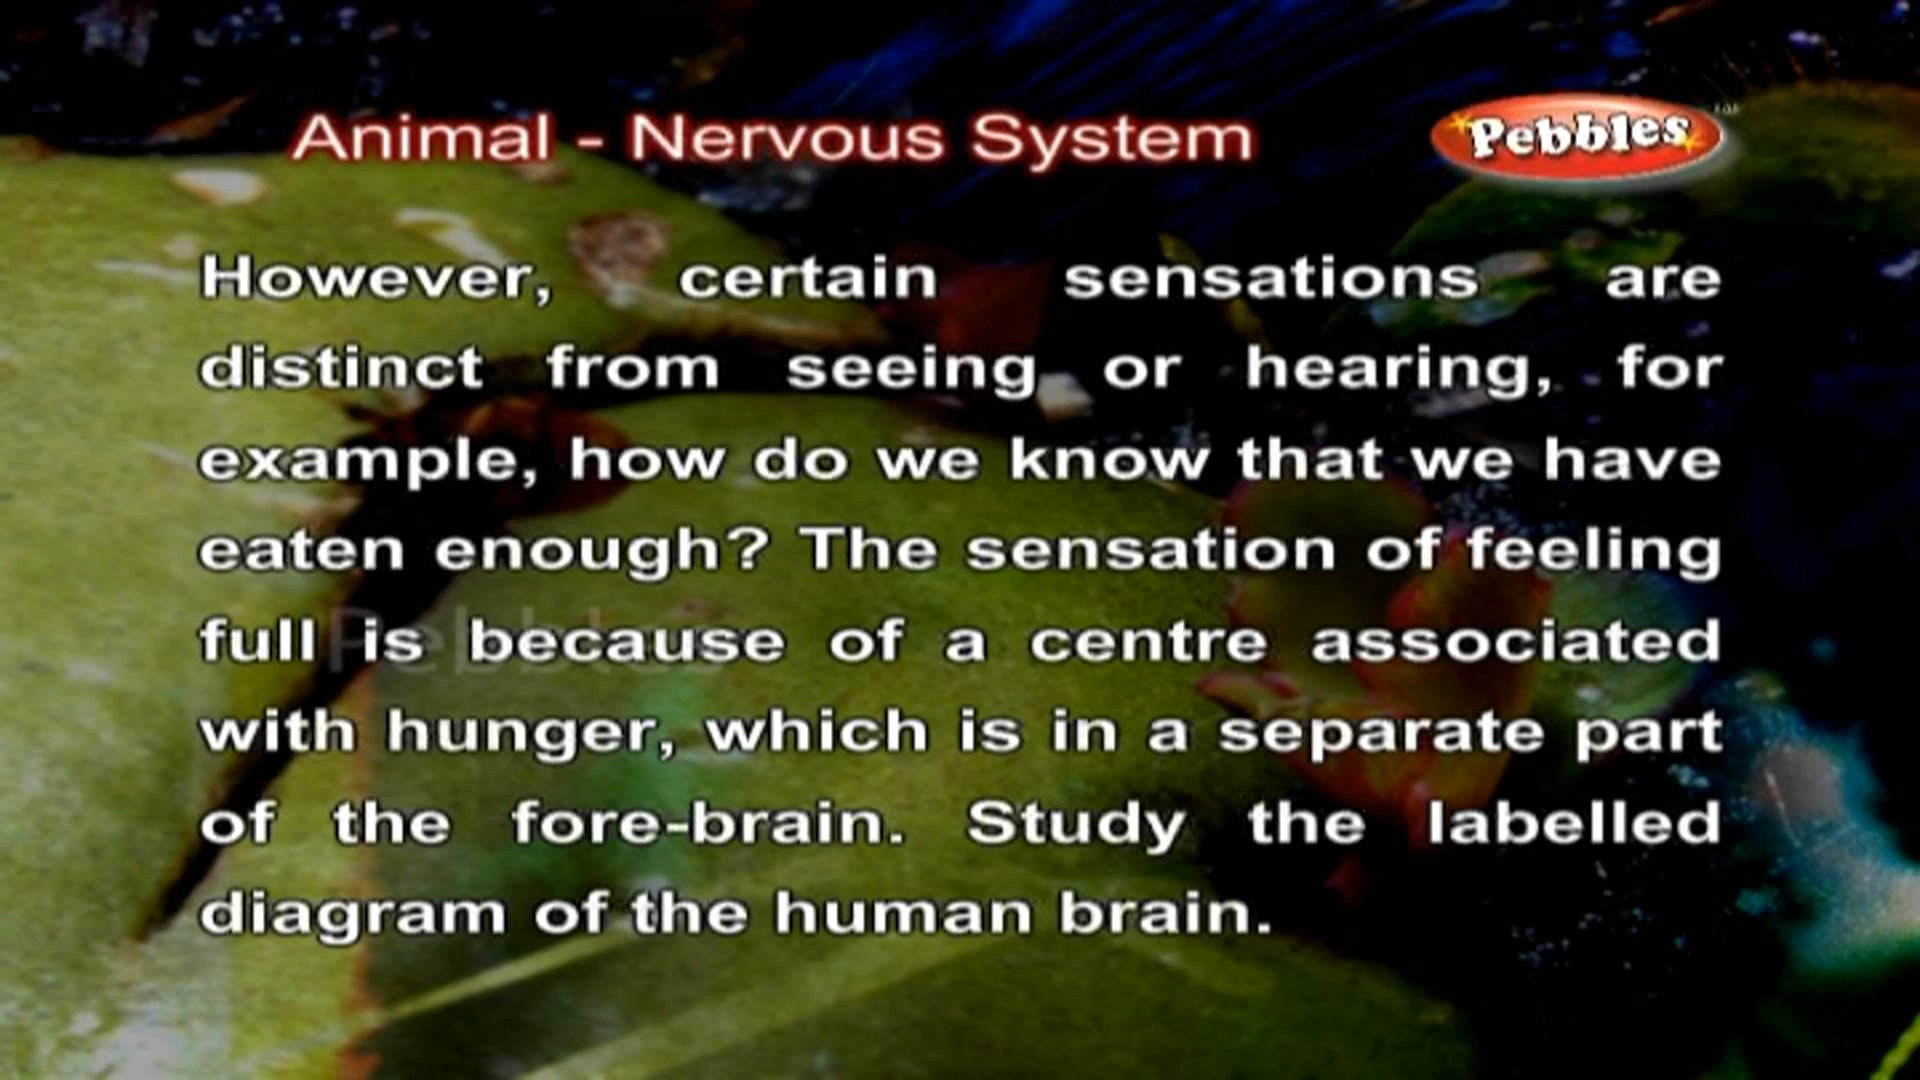 Animal - Nervous System
Pebbles
However, certain sensations are
distinct from seeing or hearing, for
example, how do we know that we have
eaten enough? The sensation of feeling
full is because of a centre associated
with hunger, which is in a separate part
of the fore-brain. Study the labelled
diagram of the human brain.